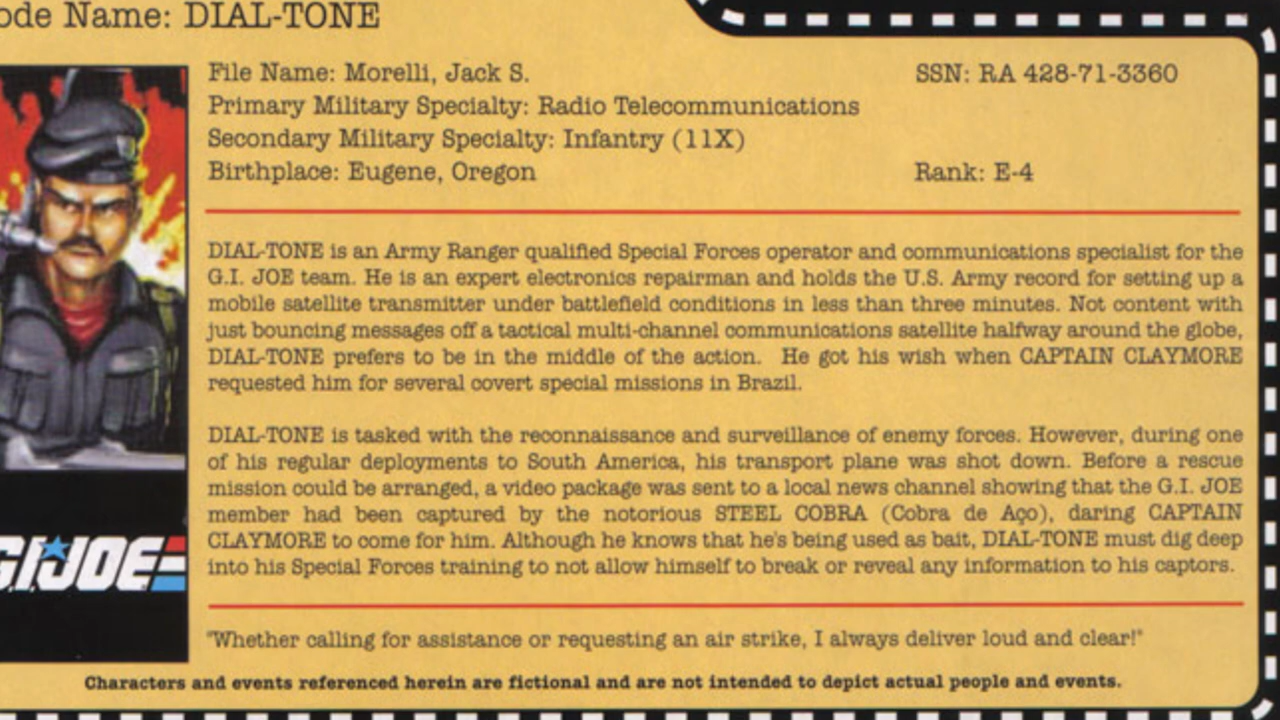 ode Name: DIAL-TONE
File Name: Morelli, Jack S.
SSN: RA 428-71-3360
Primary Military Specialty: Radio Telecommunications
Secondary Military Specialty: Infantry (11X)
Birthplace: Eugene, Oregon
Rank: E-4
DIAL-TONE is an Army Ranger qualified Special Forces operator and communications specialist for the
G.I. JOE team. He is an expert electronics repairman and holds the U.S. Army record for setting up a
mobile satellite transmitter under battlefield conditions in less than three minutes. Not content with
just bouncing messages off a tactical multi-channel communications satellite halfway around the globe,
DIAL-TONE prefers to be in the middle of the action. He got his wish when CAPTAIN CLAYMORE
requested him for several covert special missions in Brazil.
DIAL-TONE is tasked with the reconnaissance and surveillance of enemy forces. However, during one
of his regular deployments to South America, his transport plane was shot down. Before a rescue
mission could be arranged, a video package was sent to a local news channel showing that the G.I. JOE
member had been captured by the notorious STEEL COBRA (Cobra de Aço), daring CAPTAIN
CLAYMORE to come for him. Although he knows that he's being used as bait, DIAL-TONE must dig deep
into his Special Forces training to not allow himself to break or reveal any information to his captors.
GI JOE
"Whether calling for assistance or requesting an air strike, I always deliver loud and clear!"
Characters and events referenced herein are fictional and are not intended to depict actual people and events.